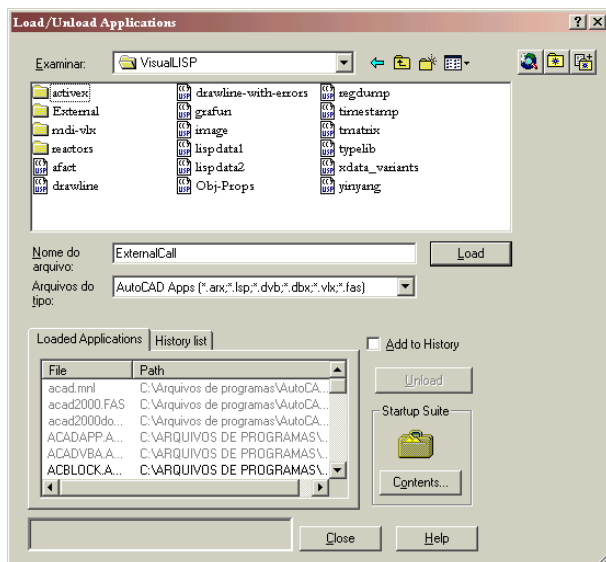 Load/Unload Applications
Examinar: VisualLISP
activex
External
mdi-vlx
reactors
afact
drawline
drawline-with-errors
grafun
image
lispdata1
lispdata2
Obj-Props
regdump
timestamp
tmatrix
typelib
xdata_variants
yinyang
Nome do arquivo: ExternalCall
Load
Arquivos do tipo: AutoCAD Apps (*.arx;*.lsp;*.dvb;*.dbx;*.vlx;*.fas)
Loaded Applications History list
Add to History
File Path
acad.mnl C:\Arquivos de programas\AutoCA...
acad2000.FAS C:\Arquivos de programas\AutoCA...
acad2000do... C:\Arquivos de programas\AutoCA...
ACADAPP.A... C:\ARQUIVOS DE PROGRAMAS\...
ACADVBA.A... C:\ARQUIVOS DE PROGRAMAS\...
ACBLOCK.A... C:\ARQUIVOS DE PROGRAMAS\...
Unload
Startup Suite
Contents...
Close
Help